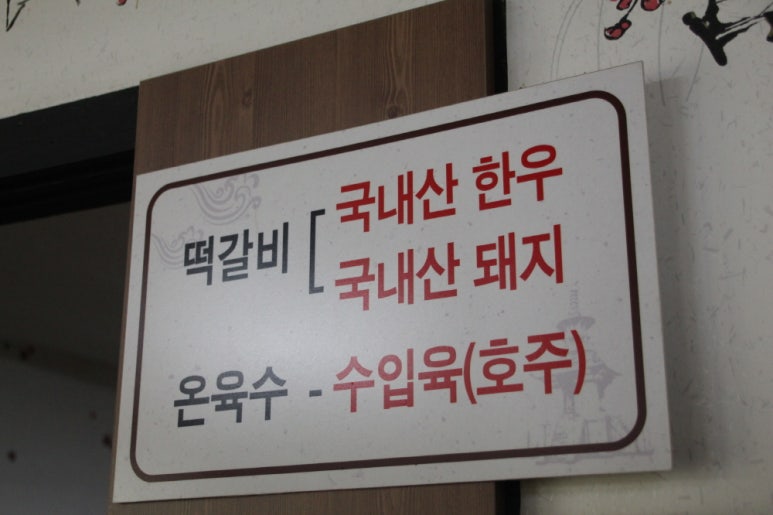 떡갈비 [ 국내산 한우
국내산 돼지
온육수 - 수입육(호주)